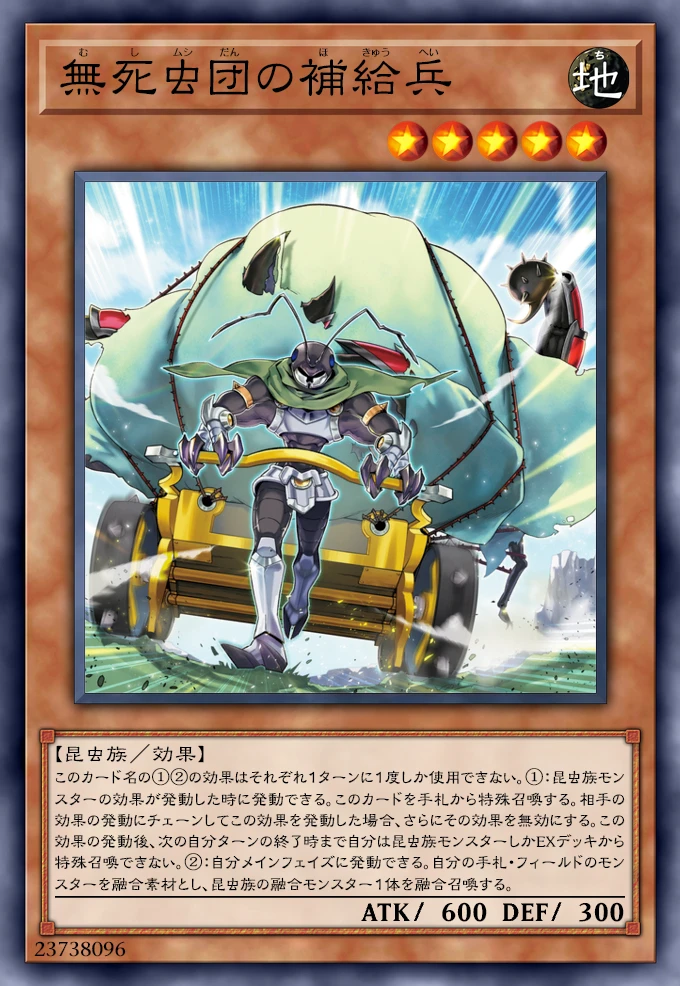 む し ムシ だん ほ きゅう へい
無死虫団の補給兵
ち
地
【昆虫族／効果】
このカード名の①②の効果はそれぞれ1ターンに1度しか使用できない。①：昆虫族モン
スターの効果が発動した時に発動できる。このカードを手札から特殊召喚する。相手の
効果の発動にチェーンしてこの効果を発動した場合、さらにその効果を無効にする。この
効果の発動後、次の自分ターンの終了時まで自分は昆虫族モンスターしかEXデッキから
特殊召喚できない。②：自分メインフェイズに発動できる。自分の手札・フィールドのモン
スターを融合素材とし、昆虫族の融合モンスター1体を融合召喚する。
ATK/ 600 DEF/ 300
23738096